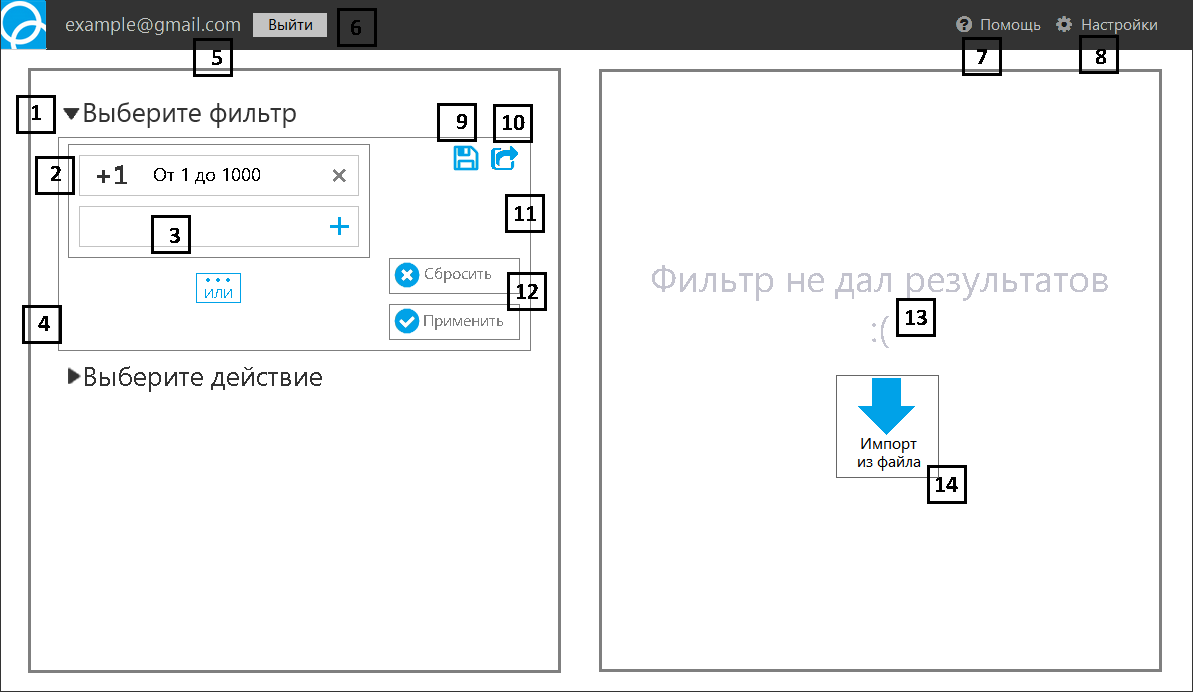 example@gmail.com Выйти 6 Помощь Настройки
5 7 8
1 Выберите фильтр 9 10
2 +1 От 1 до 1000 ×
3 + 11
••• ИЛИ
Сбросить
12
4 Применить
Выберите действие
Фильтр не дал результатов
:( 13
Импорт
из файла
14